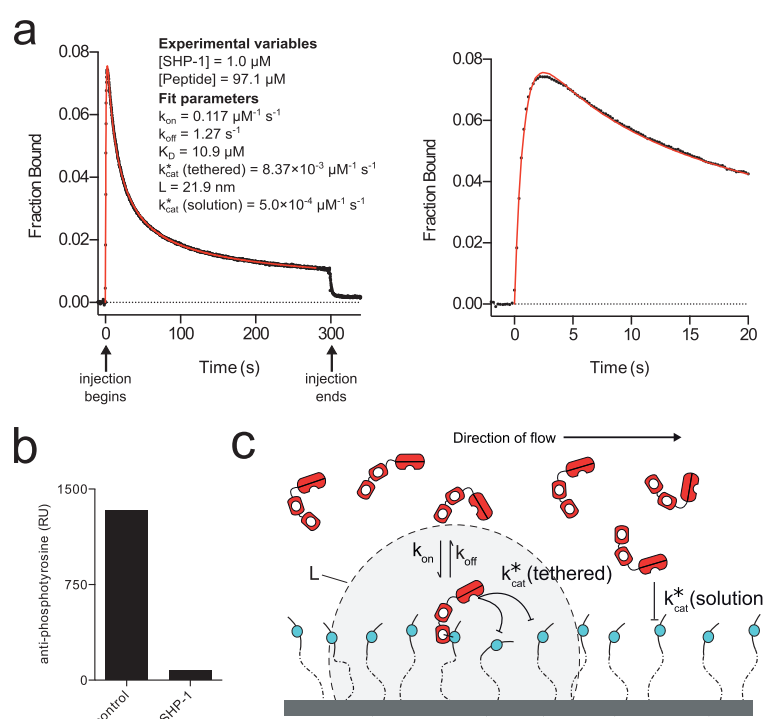 a
Experimental variables
[SHP-1] = 1.0 µM
[Peptide] = 97.1 µM
Fit parameters
kon = 0.117 µM-1 s-1
koff = 1.27 s-1
KD = 10.9 µM
k*cat (tethered) = 8.37×10-3 µM-1 s-1
L = 21.9 nm
k*cat (solution) = 5.0×10-4 µM-1 s-1
Fraction Bound
0.08
0.06
0.04
0.02
0.00
0
100
200
300
Time (s)
injection
begins
injection
ends
Fraction Bound
0.08
0.06
0.04
0.02
0.00
0
5
10
15
20
Time (s)
b
anti-phosphotyrosine (RU)
1500
750
0
ontrol
SHP-1
c
Direction of flow
L
kon
koff
k*cat (tethered)
k*cat (solution